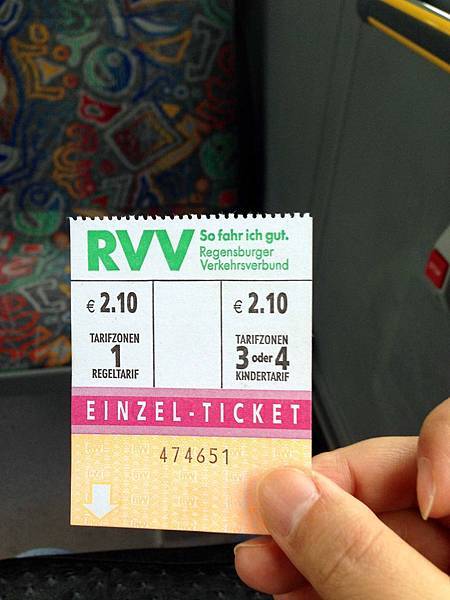 RVV So fahr ich gut.
Regensburger
Verkehrsverbund
€ 2.10
TARIFZONEN
1
REGELTARIF
€ 2.10
TARIFZONEN
3 oder 4
KINDERTARIF
EINZEL-TICKET
474651